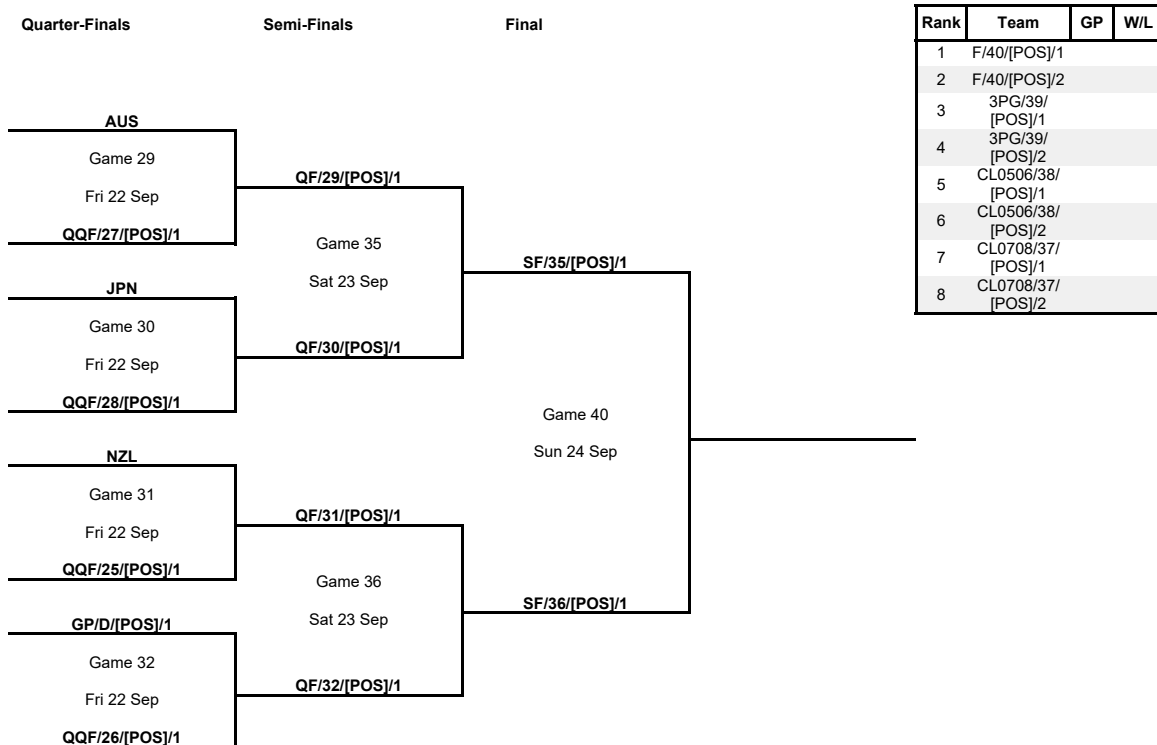 Quarter-Finals
Semi-Finals
Final
AUS
Game 29
Fri 22 Sep
QQF/27/[POS]/1
JPN
Game 30
Fri 22 Sep
QQF/28/[POS]/1
NZL
Game 31
Fri 22 Sep
QQF/25/[POS]/1
GP/D/[POS]/1
Game 32
Fri 22 Sep
QQF/26/[POS]/1
QF/29/[POS]/1
Game 35
Sat 23 Sep
QF/30/[POS]/1
QF/31/[POS]/1
Game 36
Sat 23 Sep
QF/32/[POS]/1
SF/35/[POS]/1
Game 40
Sun 24 Sep
SF/36/[POS]/1
Rank Team GP W/L
1 F/40/[POS]/1
2 F/40/[POS]/2
3 3PG/39/
[POS]/1
4 3PG/39/
[POS]/2
5 CL0506/38/
[POS]/1
6 CL0506/38/
[POS]/2
7 CL0708/37/
[POS]/1
8 CL0708/37/
[POS]/2